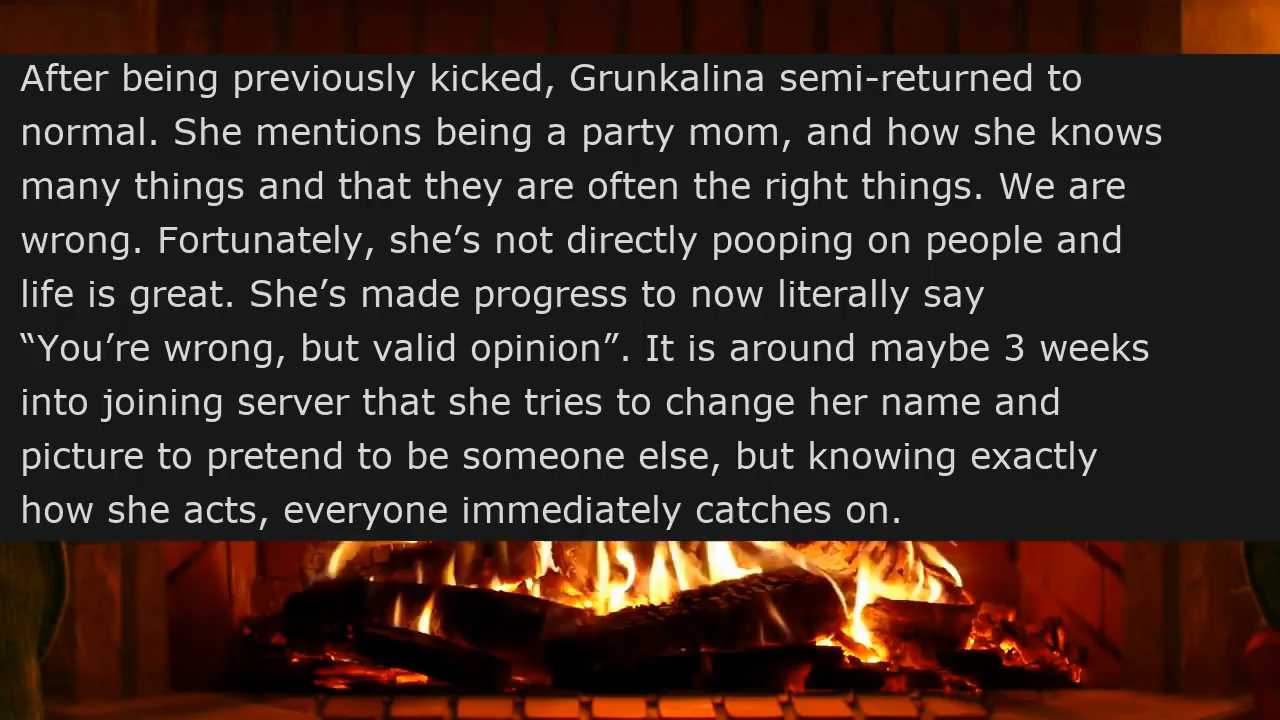 After being previously kicked, Grunkalina semi-returned to
normal. She mentions being a party mom, and how she knows
many things and that they are often the right things. We are
wrong. Fortunately, she’s not directly pooping on people and
life is great. She’s made progress to now literally say
“You’re wrong, but valid opinion”. It is around maybe 3 weeks
into joining server that she tries to change her name and
picture to pretend to be someone else, but knowing exactly
how she acts, everyone immediately catches on.